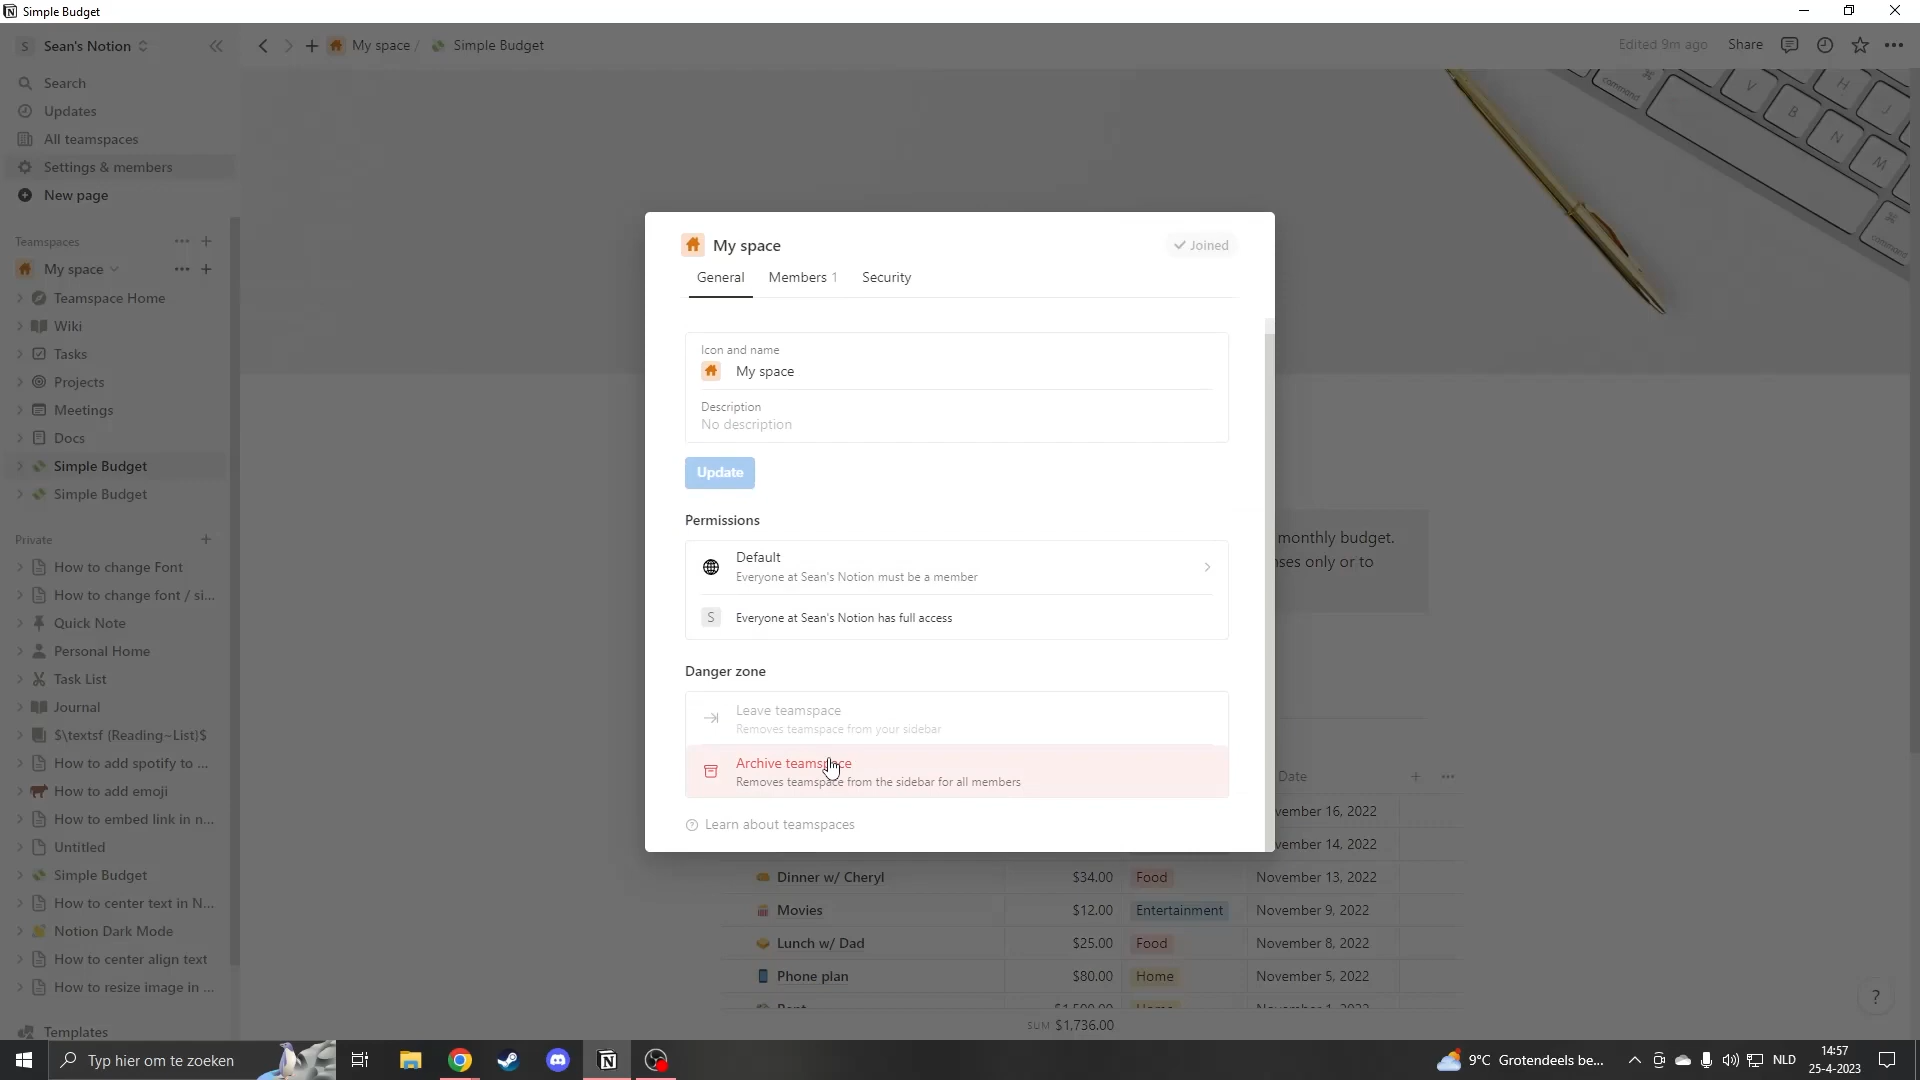 Simple Budget
S Sean's Notion
My space / Simple Budget
Edited 9m ago Share
Search
Updates
All teamspaces
Settings & members
New page
Teamspaces
My space
Teamspace Home
Wiki
Tasks
Projects
Meetings
Docs
Simple Budget
Simple Budget
Private
How to change Font
How to change font / si...
Quick Note
Personal Home
Task List
Journal
$\textsf {Reading~List}$
How to add spotify to ...
How to add emoji
How to embed link in n...
Untitled
Simple Budget
How to center text in N...
Notion Dark Mode
How to center align text
How to resize image in ...
Templates
command
V
B
N
M
H
command
command
My space
Joined
General Members 1 Security
Icon and name
My space
Description
No description
Update
Permissions
Default
Everyone at Sean's Notion must be a member
S Everyone at Sean's Notion has full access
Danger zone
Leave teamspace
Removes teamspace from your sidebar
Archive teamspace
Removes teamspace from the sidebar for all members
Learn about teamspaces
monthly budget.
only or to
Date
16, 2022
14, 2022
Dinner w/ Cheryl $34.00 Food November 13, 2022
Movies $12.00 Entertainment November 9, 2022
Lunch w/ Dad $25.00 Food November 8, 2022
Phone plan $80.00 Home November 5, 2022
SUM $1,736.00
?
Typ hier om te zoeken
9°C Grotendeels be...
NLD
14:57
25-4-2023